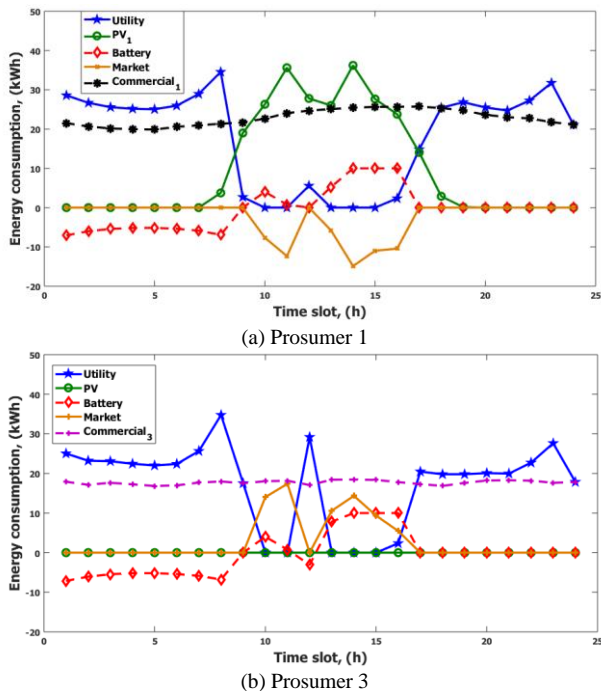 Utility
PV1
Battery
Market
Commercial1
Energy consumption, (kWh)
50
40
30
20
10
0
-10
-20
0
5
10
15
20
25
Time slot, (h)
(a) Prosumer 1
Utility
PV
Battery
Market
Commercial3
Energy consumption, (kWh)
50
40
30
20
10
0
-10
-20
0
5
10
15
20
25
Time slot, (h)
(b) Prosumer 3